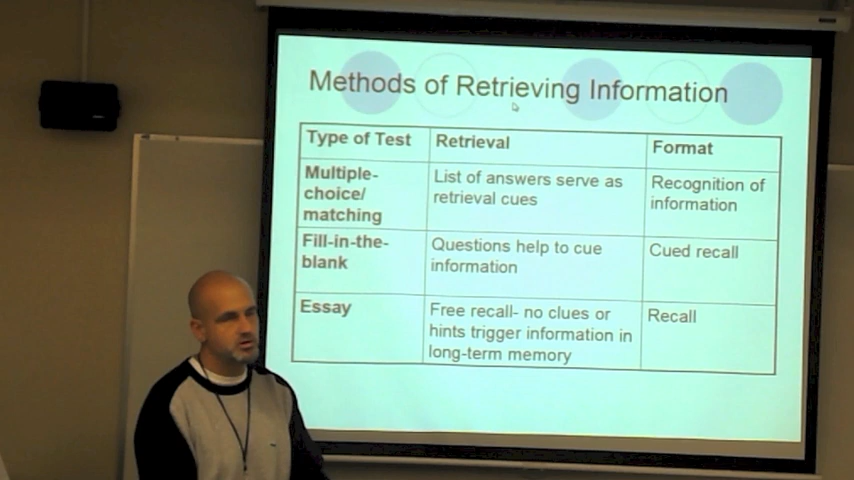 Methods of Retrieving Information
Type of Test
Retrieval
Format
Multiple-
choice/
matching
List of answers serve as
retrieval cues
Recognition of
information
Fill-in-the-
blank
Questions help to cue
information
Cued recall
Essay
Free recall- no clues or
hints trigger information in
long-term memory
Recall